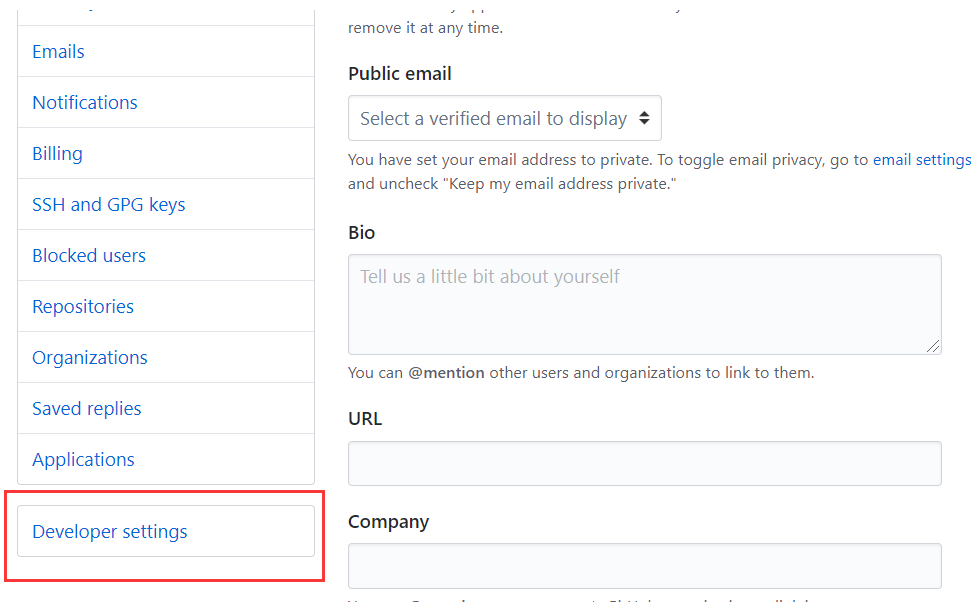 remove it at any time.
Emails
Notifications
Billing
SSH and GPG keys
Blocked users
Repositories
Organizations
Saved replies
Applications
Developer settings
Public email
Select a verified email to display
You have set your email address to private. To toggle email privacy, go to email settings
and uncheck "Keep my email address private."
Bio
Tell us a little bit about yourself
You can @mention other users and organizations to link to them.
URL
Company